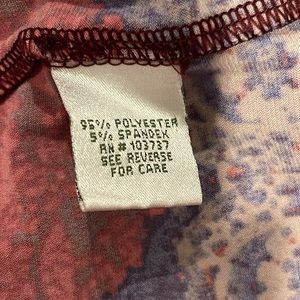 95% POLYESTER
5% SPANDEX
RN # 103737
SEE REVERSE
FOR CARE